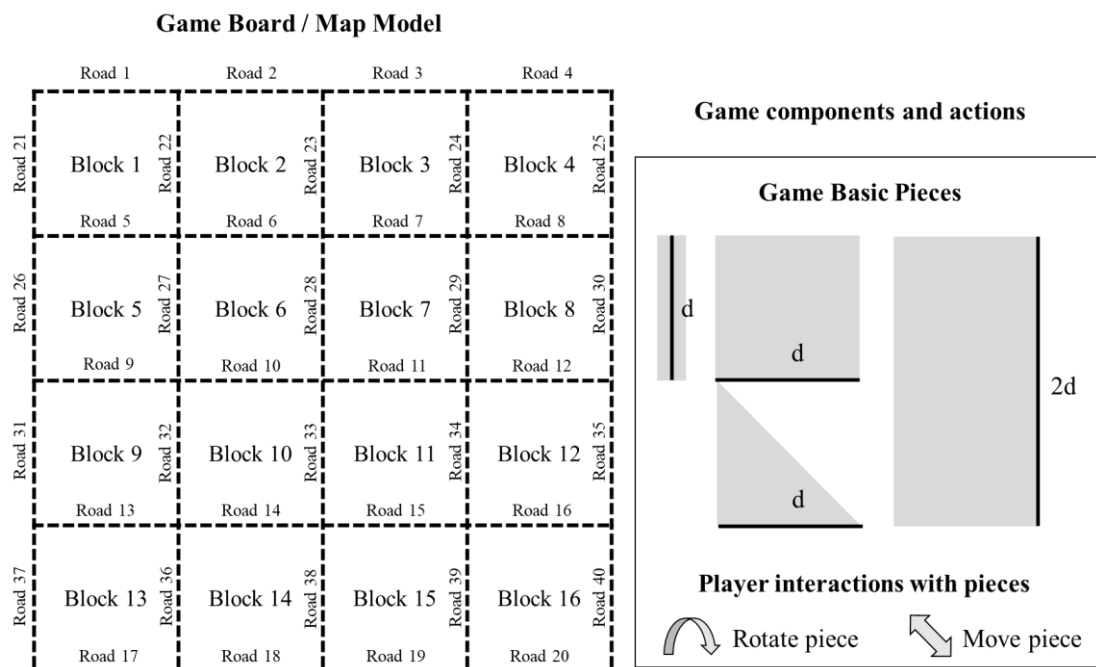 Game Board / Map Model
Road 1 Road 2 Road 3 Road 4
Road 21 Block 1 Road 22 Block 2 Road 23 Block 3 Road 24 Block 4 Road 25
Road 5 Road 6 Road 7 Road 8
Road 26 Block 5 Road 27 Block 6 Road 28 Block 7 Road 29 Block 8 Road 30
Road 9 Road 10 Road 11 Road 12
Road 31 Block 9 Road 32 Block 10 Road 33 Block 11 Road 34 Block 12 Road 35
Road 13 Road 14 Road 15 Road 16
Road 37 Block 13 Road 36 Block 14 Road 38 Block 15 Road 39 Block 16 Road 40
Road 17 Road 18 Road 19 Road 20
Game components and actions
Game Basic Pieces
d
d
2d
d
Player interactions with pieces
Rotate piece Move piece